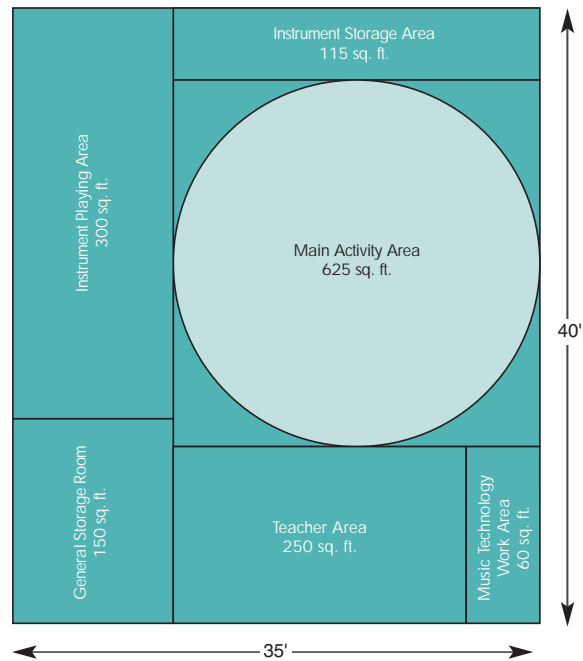 Instrument Storage Area
115 sq. ft.
Instrument Playing Area
300 sq. ft.
Main Activity Area
625 sq. ft.
40'
General Storage Room
150 sq. ft.
Teacher Area
250 sq. ft.
Music Technology
Work Area
60 sq. ft.
35'